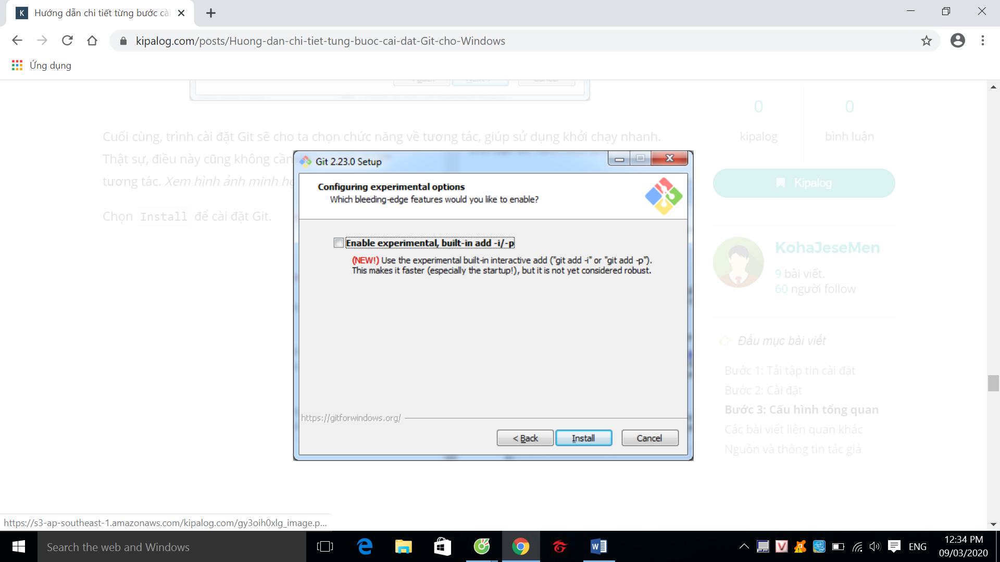 Hướng dẫn chi tiết từng bước cài
kipalog.com/posts/Huong-dan-chi-tiet-tung-buoc-cai-dat-Git-cho-Windows
Ứng dụng
0
kipalog
0
bình luận
Cuối cùng, trình cài đặt Git sẽ cho ta chọn chức năng về tương tác, giúp sử dụng khởi chạy nhanh.
Thật sự, điều này cũng không cần
tương tác. Xem hình ảnh minh
Chọn Install để cài đặt Git.
Git 2.23.0 Setup
Configuring experimental options
Which bleeding-edge features would you like to enable?
Enable experimental, built-in add -i/-p
(NEW!) Use the experimental built-in interactive add ("git add -i" or "git add -p").
This makes it faster (especially the startup!), but it is not yet considered robust.
https://gitforwindows.org/
< Back
Install
Cancel
Kipalog
KohaJeseMen
9 bài viết.
60 người follow
Đầu mục bài viết
Bước 1: Tải tập tin cài đặt
Bước 2: Cài đặt
Bước 3: Cấu hình tổng quan
Các bài viết liên quan khác
Nguồn và thông tin tác giả
https://s3-ap-southeast-1.amazonaws.com/kipalog.com/gy3oih0xlg_image.p...
Search the web and Windows
ENG
12:34 PM
09/03/2020